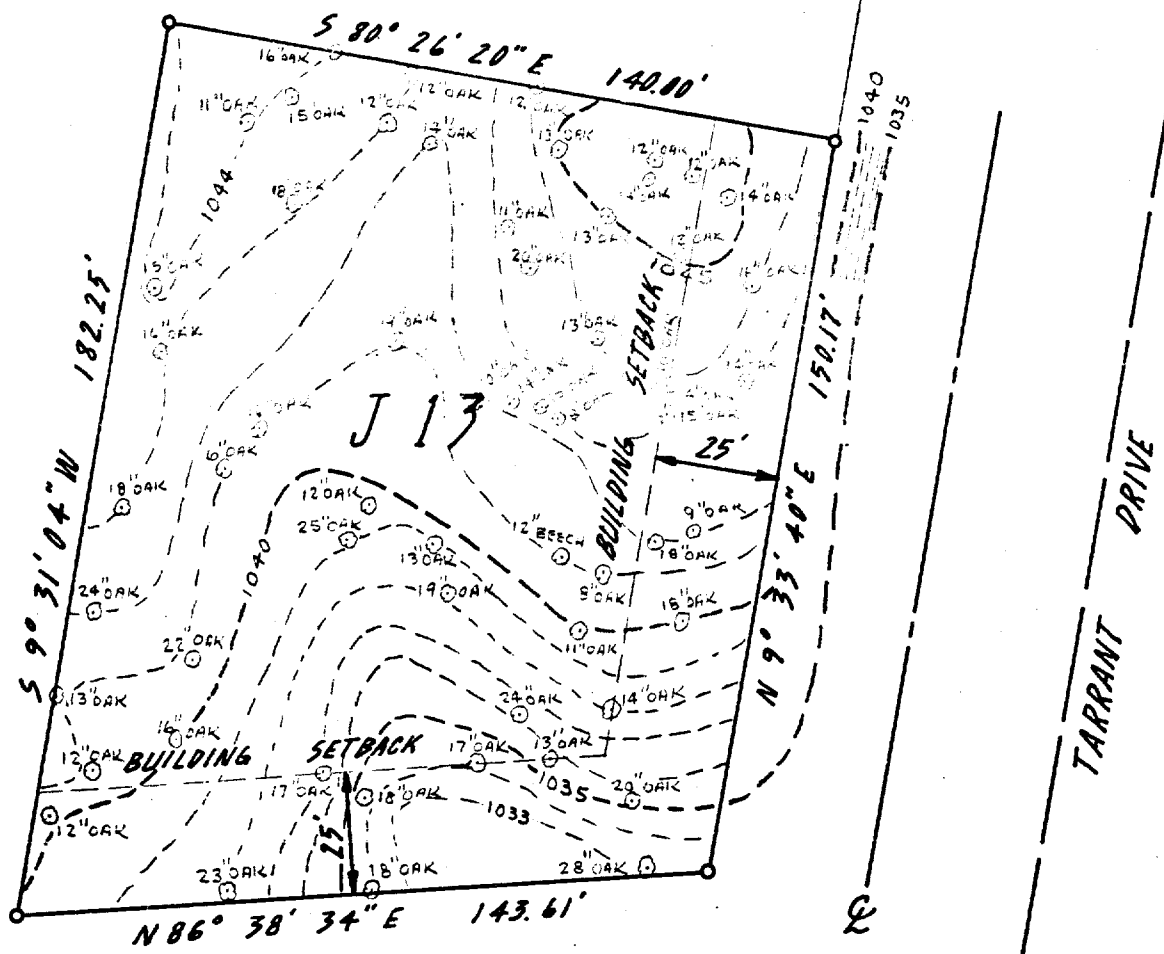 S 80° 26' 20" E 140.00'
16" OAK
12" OAK
12" OAK
11" OAK
15" OAK
12" OAK
14" OAK
13" OAK
12" OAK
12" OAK
1040
1035
18" OAK
1044
14" OAK
11" OAK
13" OAK
12" OAK
20" OAK
1045
15" OAK
16" OAK
182.25'
14" OAK
13" OAK
SETBACK
150.17'
14" OAK
15" OAK
J 13
6" OAK
25'
18" OAK
12" OAK
9" OAK
25" OAK
12" BEECH
BUILDING
18" OAK
DRIVE
13" OAK
S 9° 31' 04" W
1040
19" OAK
8" OAK
N 9° 33' 40" E
24" OAK
15" OAK
22" OAK
11" OAK
TARRANT
13" OAK
24" OAK
14" OAK
16" OAK
BUILDING SETBACK
17" OAK
13" OAK
12" OAK
17" OAK
18" OAK
1035
20" OAK
12" OAK
1033
25'
23" OAK
18" OAK
28" OAK
N 86° 38' 34" E 143.61'
℄